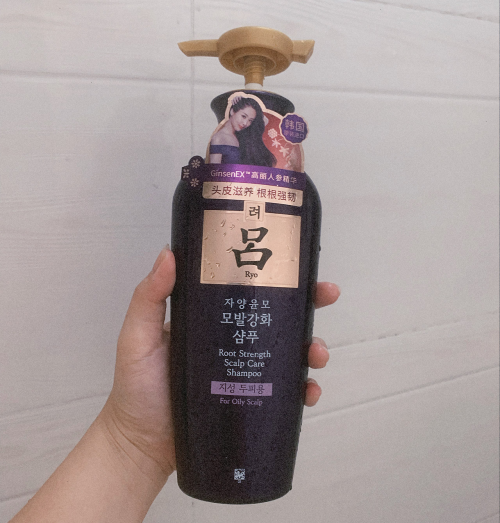 韩国
GinsenEX™高丽人参精华
头皮滋养 根根强韧
려
呂
Ryo
자양윤모
모발강화
샴푸
Root Strength
Scalp Care
Shampoo
지성 두피용
For Oily Scalp